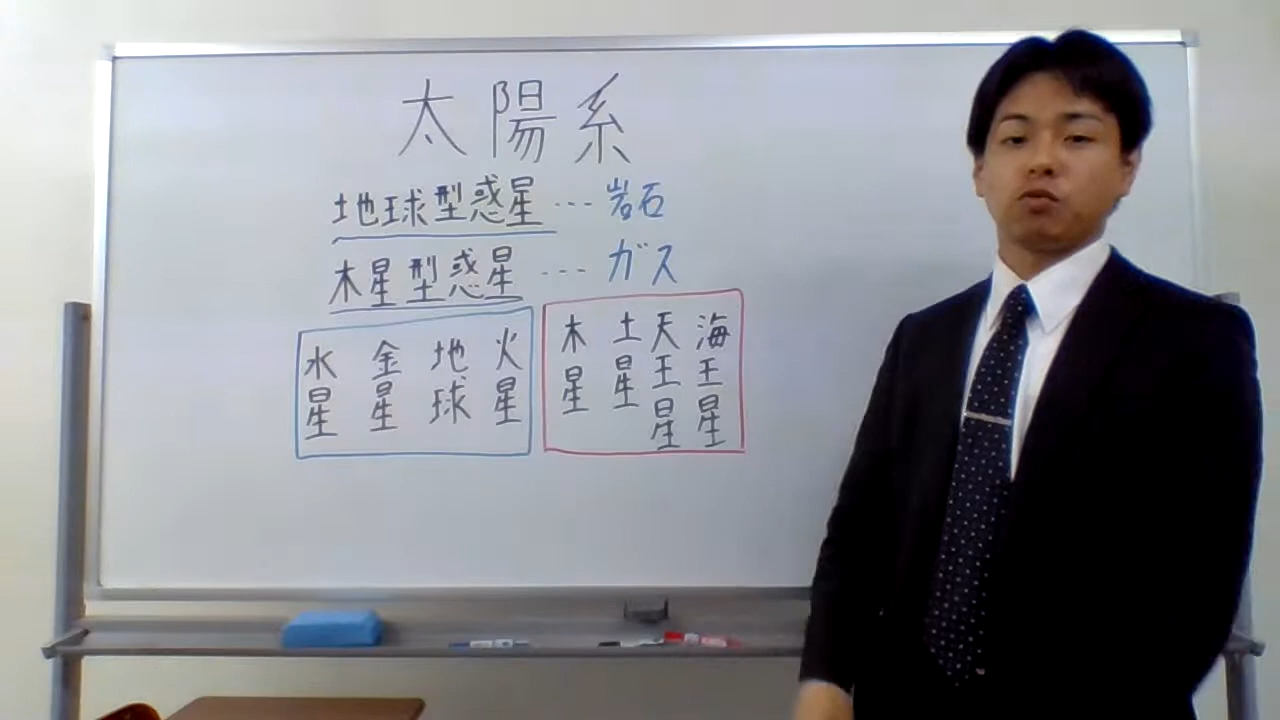 太陽系
地球型惑星…岩石
木星型惑星…ガス
水星
金星
地球
火星
木星
土星
天王星
海王星